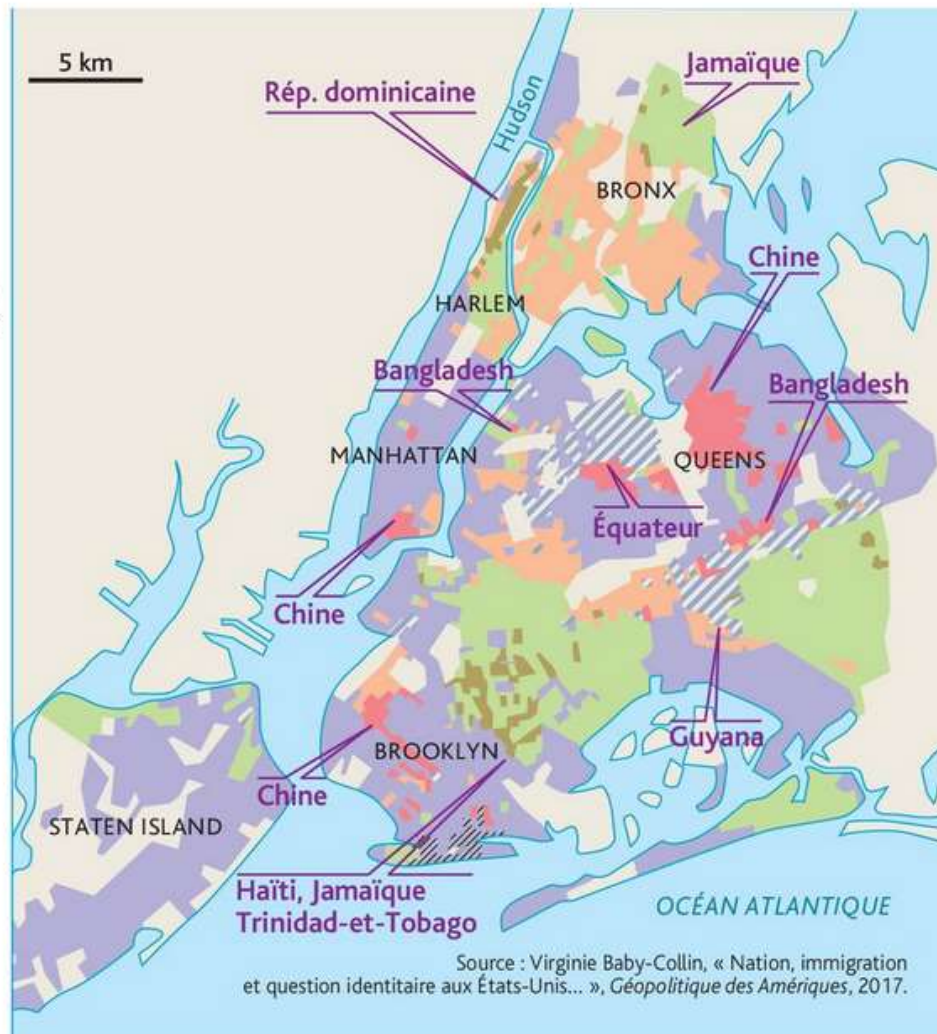 5 km
Jamaïque
Rép. dominicaine
Hudson
BRONX
Chine
HARLEM
Bangladesh
Bangladesh
MANHATTAN
QUEENS
Équateur
Chine
Guyana
BROOKLYN
Chine
STATEN ISLAND
Haïti, Jamaïque
Trinidad-et-Tobago
OCÉAN ATLANTIQUE
Source : Virginie Baby-Collin, « Nation, immigration
et question identitaire aux États-Unis... », Géopolitique des Amériques, 2017.